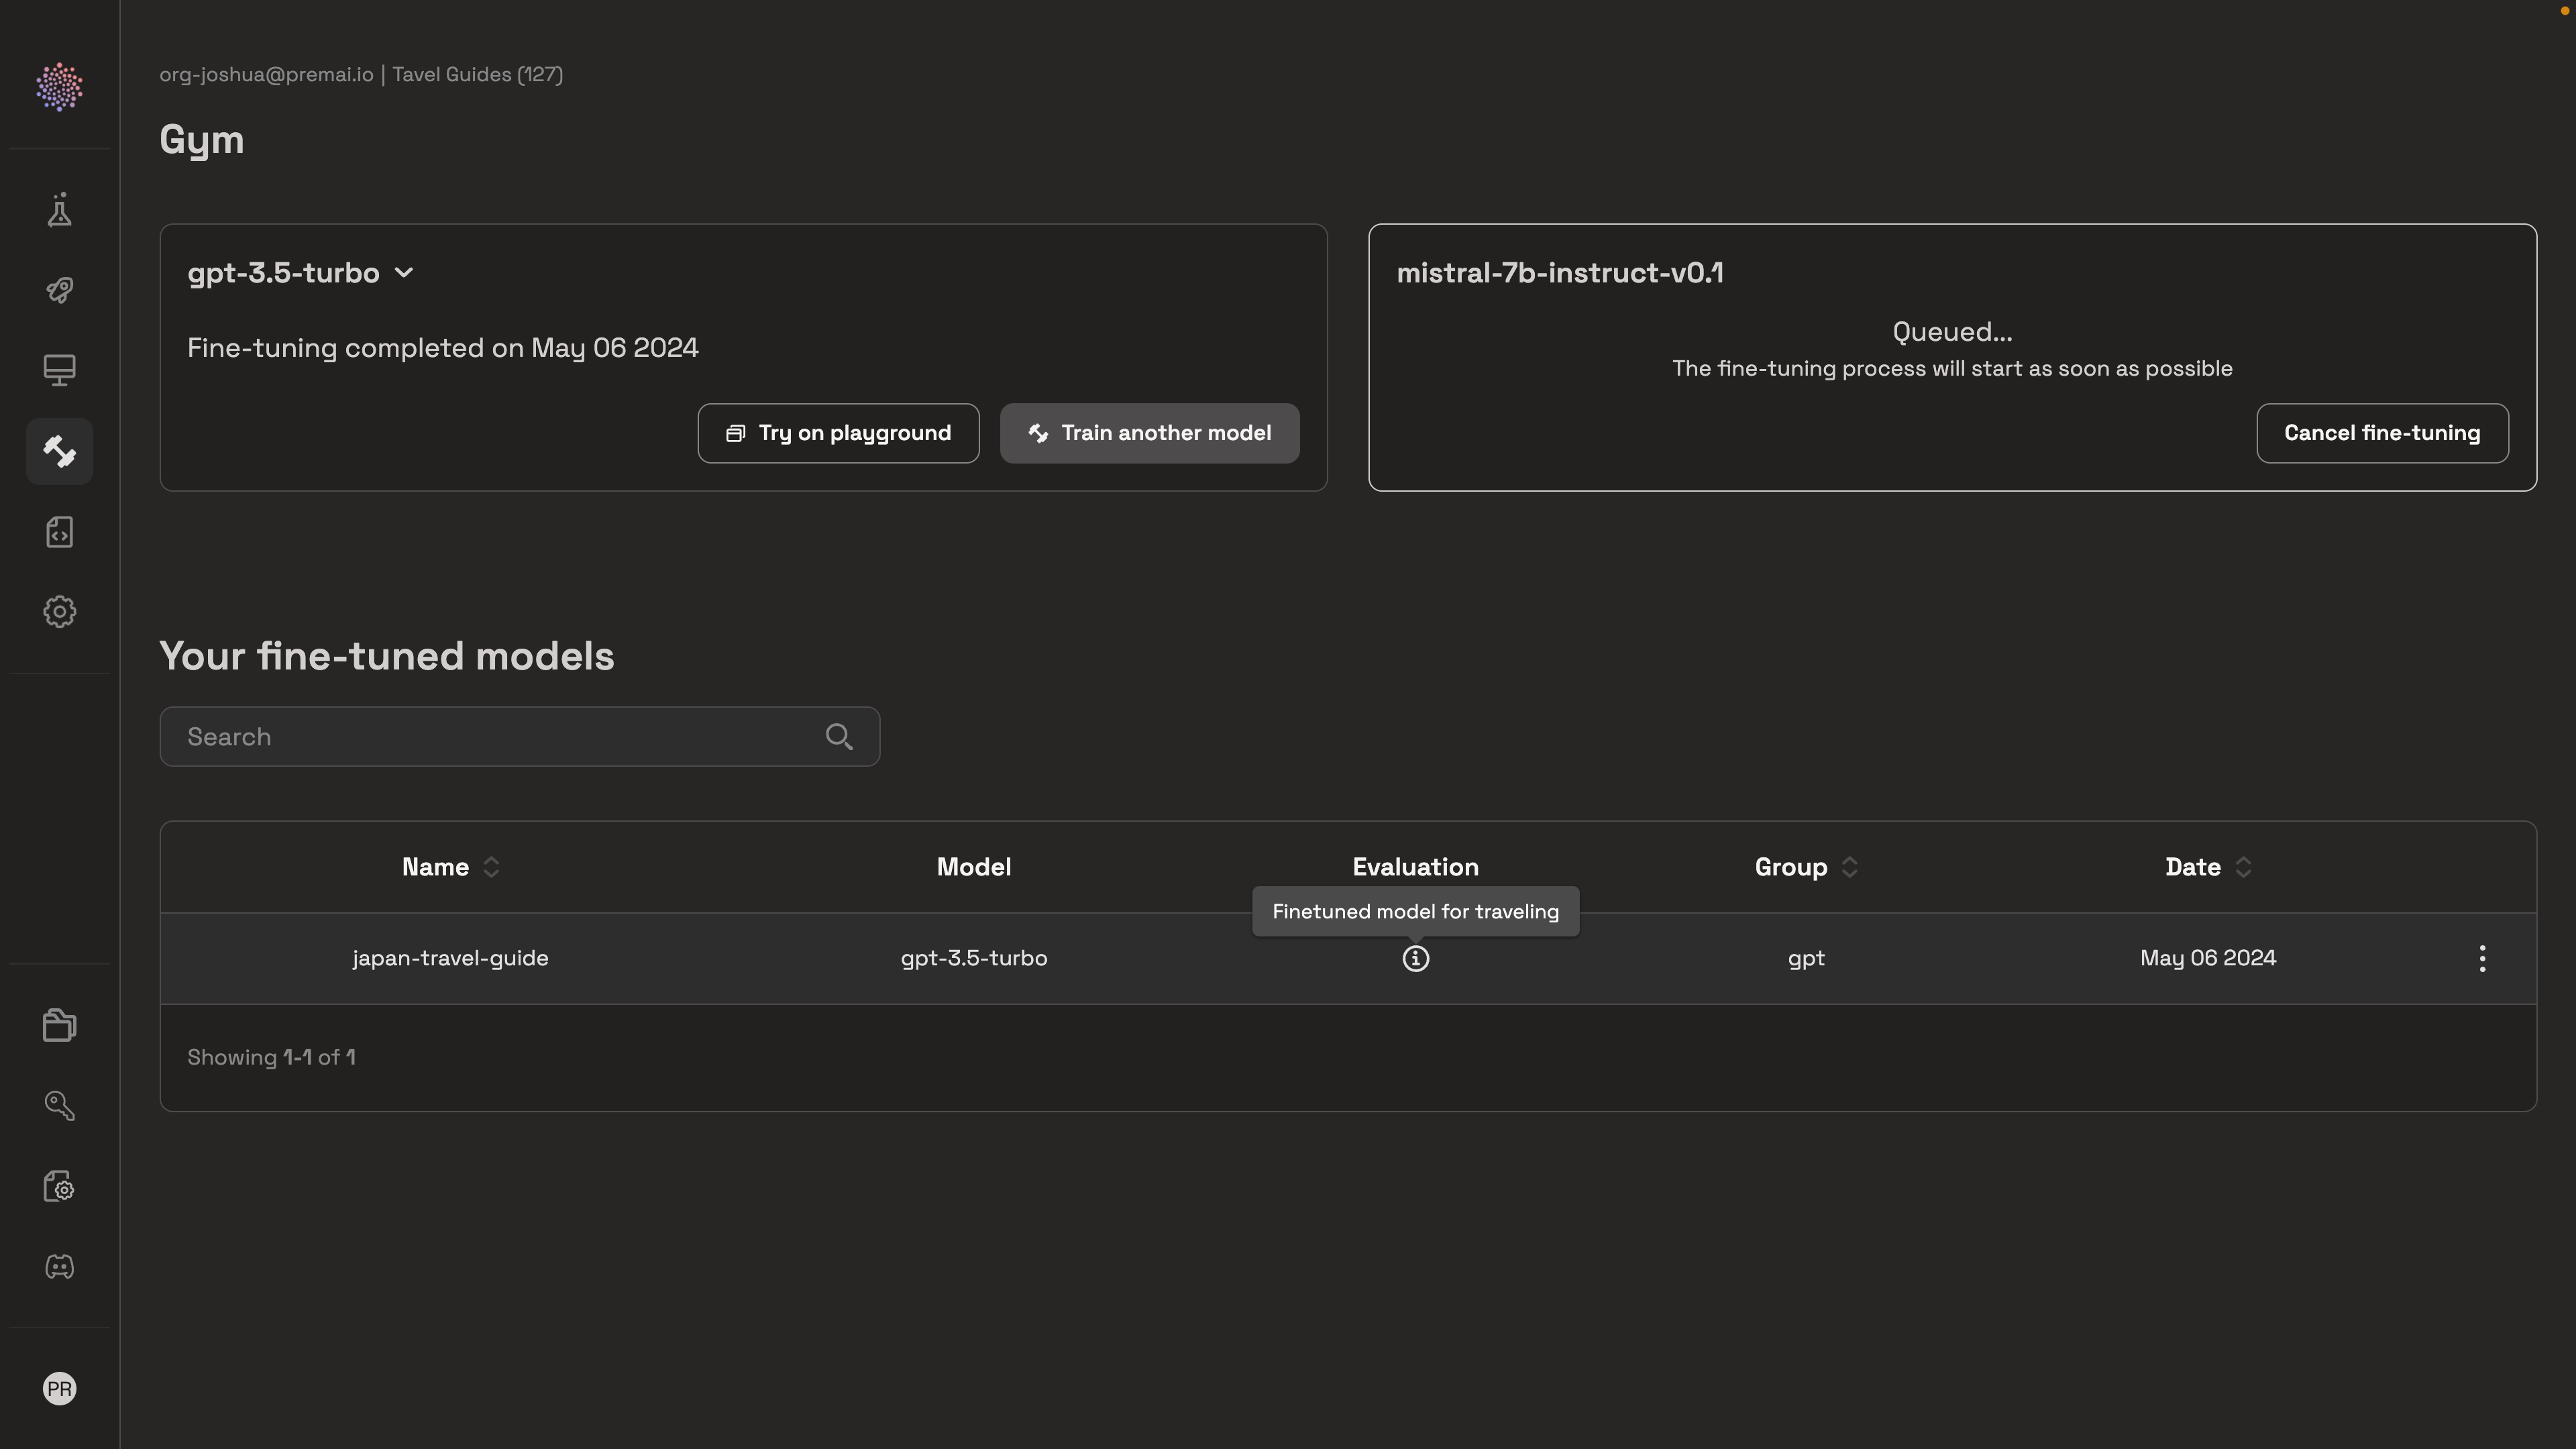 org-joshua@premai.io | Tavel Guides (127)
Gym
gpt-3.5-turbo
Fine-tuning completed on May 06 2024
Try on playground
Train another model
mistral-7b-instruct-v0.1
Queued...
The fine-tuning process will start as soon as possible
Cancel fine-tuning
Your fine-tuned models
Search
Name Model Evaluation Group Date
Finetuned model for traveling
japan-travel-guide gpt-3.5-turbo gpt May 06 2024
Showing 1-1 of 1
PR